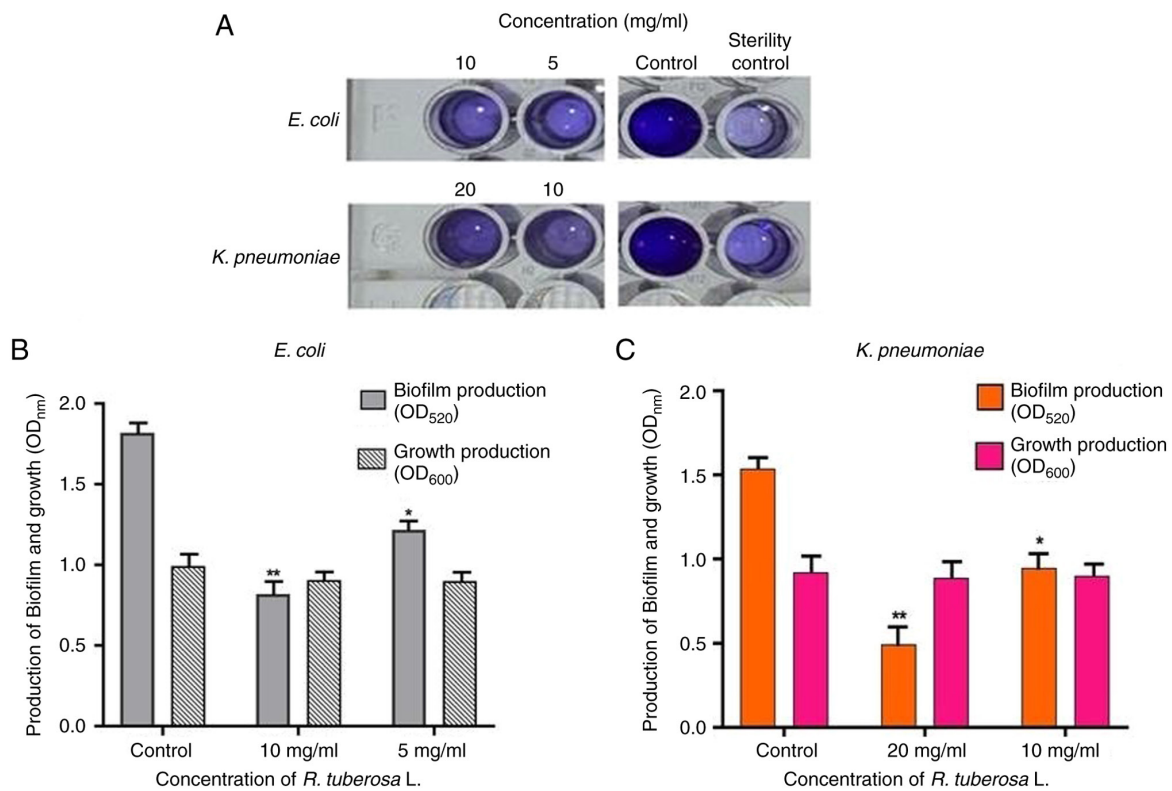 A
Concentration (mg/ml)
10 5 Control Sterility control
E. coli
20 10
K. pneumoniae
B
E. coli
Production of Biofilm and growth (ODnm)
2.0
1.5
1.0
0.5
0.0
Biofilm production
(OD520)
Growth production
(OD600)
**
*
Control 10 mg/ml 5 mg/ml
Concentration of R. tuberosa L.
C
K. pneumoniae
Production of Biofilm and growth (ODnm)
2.0
1.5
1.0
0.5
0.0
Biofilm production
(OD520)
Growth production
(OD600)
**
*
Control 20 mg/ml 10 mg/ml
Concentration of R. tuberosa L.